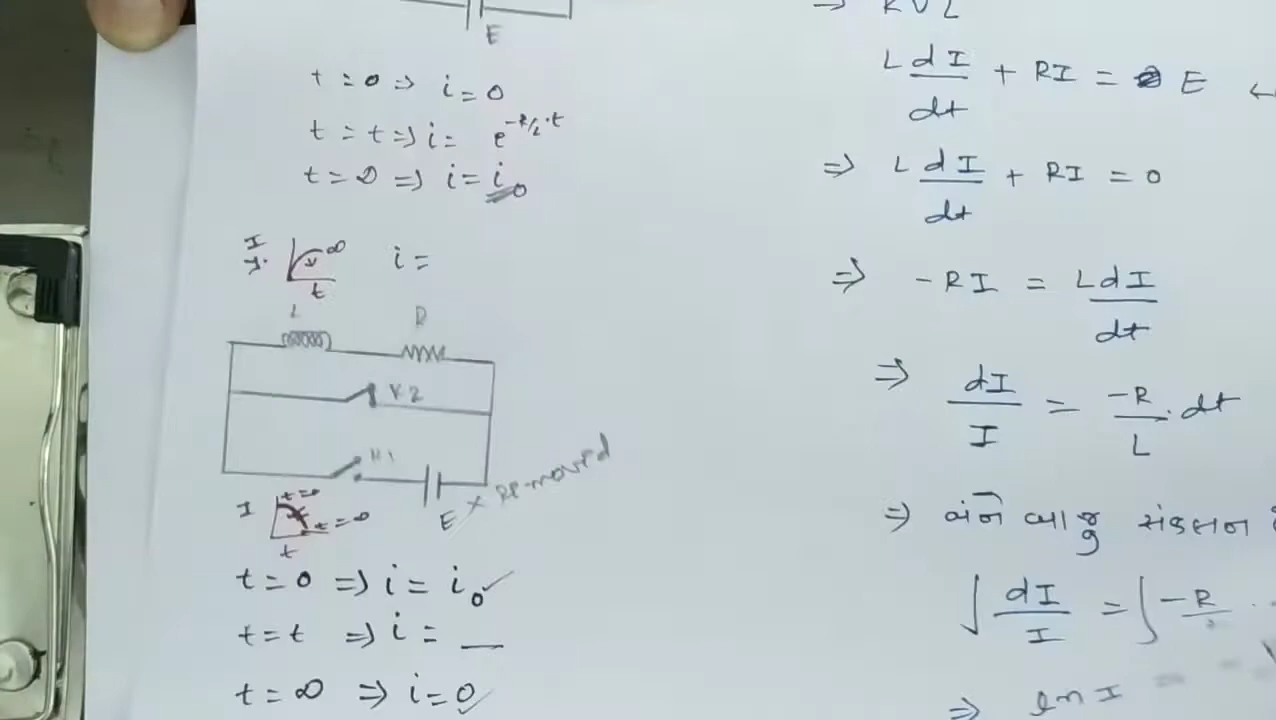 E
t = 0 ⇒ i = 0
t = t ⇒ i = e^{-R/L·t}
t = ∞ ⇒ i = i₀
I
∞
t
i =
L
R
K2
K1
E × Removed
I
t=0
t=∞
t
t = 0 ⇒ i = i₀ ✓
t = t ⇒ i = _
t = ∞ ⇒ i = 0 ✓
⇒ KVL
L dI/dt + RI = E ←
⇒ L dI/dt + RI = 0
⇒ -RI = L dI/dt
⇒ dI/I = -R/L · dt
⇒ બંને બાજુ સંકલન
∫ dI/I = ∫ -R
⇒ ln I